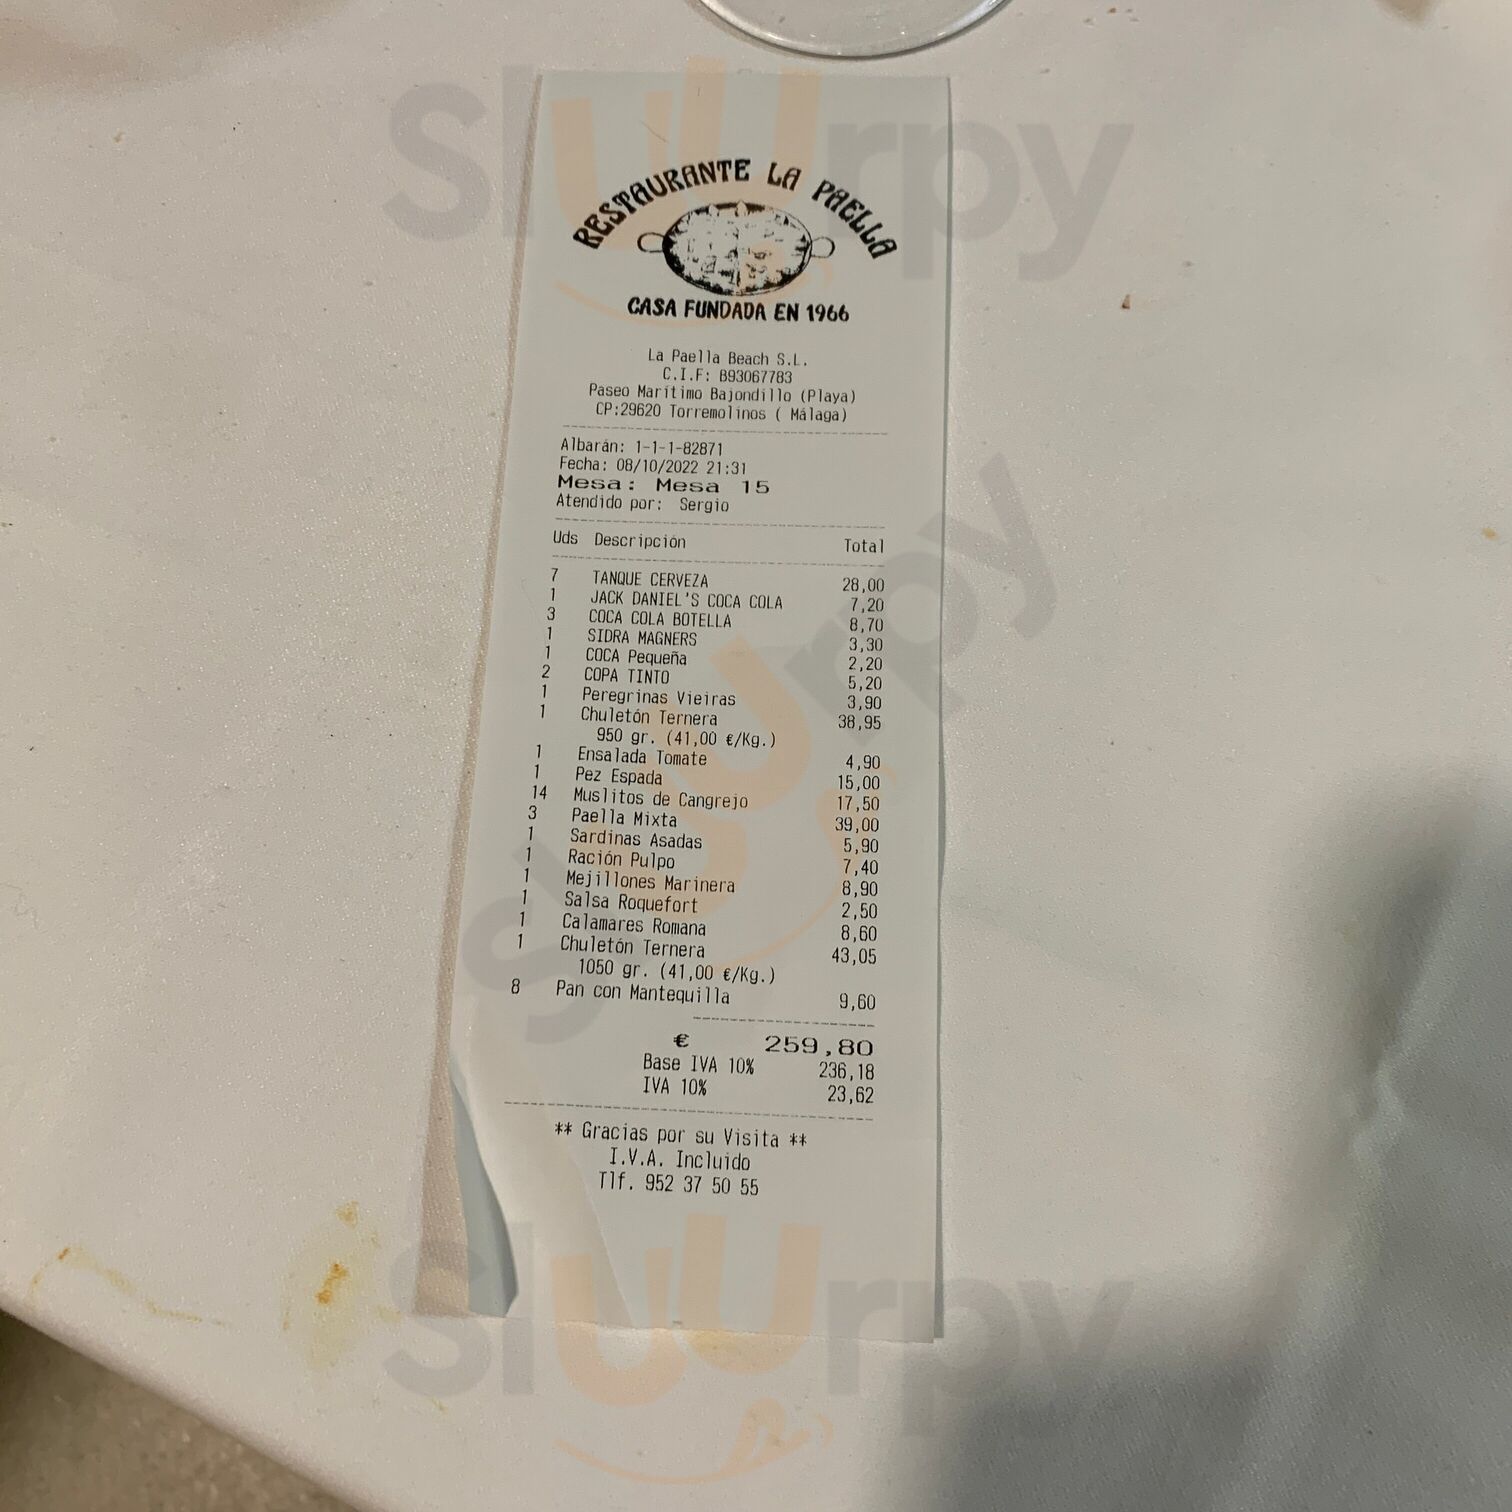 RESTAURANTE LA PAELLA
CASA FUNDADA EN 1966
La Paella Beach S.L.
C.I.F: B93067783
Paseo Marítimo Bajondillo (Playa)
CP:29620 Torremolinos ( Málaga)
Albarán: 1-1-1-82871
Fecha: 08/10/2022 21:31
Mesa: Mesa 15
Atendido por: Sergio
Uds Descripción Total
7 TANQUE CERVEZA 28,00
1 JACK DANIEL'S COCA COLA 7,20
3 COCA COLA BOTELLA 8,70
1 SIDRA MAGNERS 3,30
1 COCA Pequeña 2,20
2 COPA TINTO 5,20
1 Peregrinas Vieiras 3,90
1 Chuletón Ternera 38,95
950 gr. (41,00 €/Kg.)
1 Ensalada Tomate 4,90
1 Pez Espada 15,00
14 Muslitos de Cangrejo 17,50
3 Paella Mixta 39,00
1 Sardinas Asadas 5,90
1 Ración Pulpo 7,40
1 Mejillones Marinera 8,90
1 Salsa Roquefort 2,50
1 Calamares Romana 8,60
1 Chuletón Ternera 43,05
1050 gr. (41,00 €/Kg.)
8 Pan con Mantequilla 9,60
€ 259,80
Base IVA 10% 236,18
IVA 10% 23,62
** Gracias por su Visita **
I.V.A. Incluido
Tlf. 952 37 50 55
Sluurpy
Sluurpy
Sluurpy